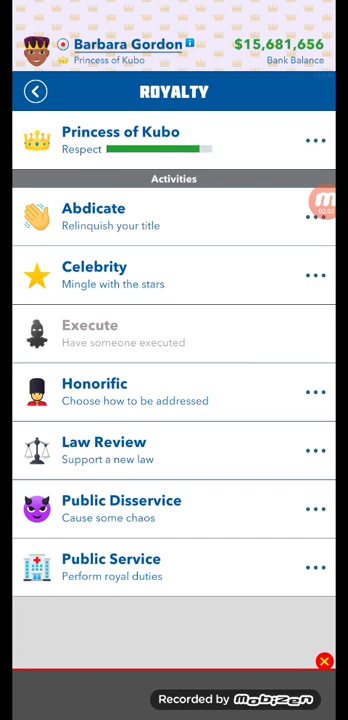 Barbara Gordon i
$15,681,656
Princess of Kubo
Bank Balance
ROYALTY
Princess of Kubo
Respect
Activities
Abdicate
Relinquish your title
02:02
Celebrity
Mingle with the stars
Execute
Have someone executed
Honorific
Choose how to be addressed
Law Review
Support a new law
Public Disservice
Cause some chaos
Public Service
Perform royal duties
Recorded by mobizen